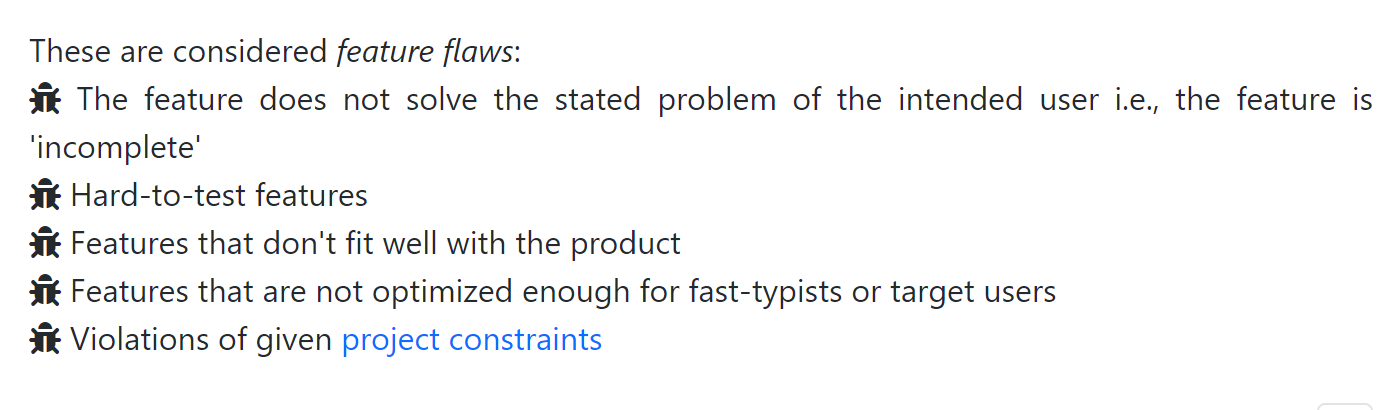 These are considered feature flaws:
The feature does not solve the stated problem of the intended user i.e., the feature is
'incomplete'
Hard-to-test features
Features that don't fit well with the product
Features that are not optimized enough for fast-typists or target users
Violations of given project constraints